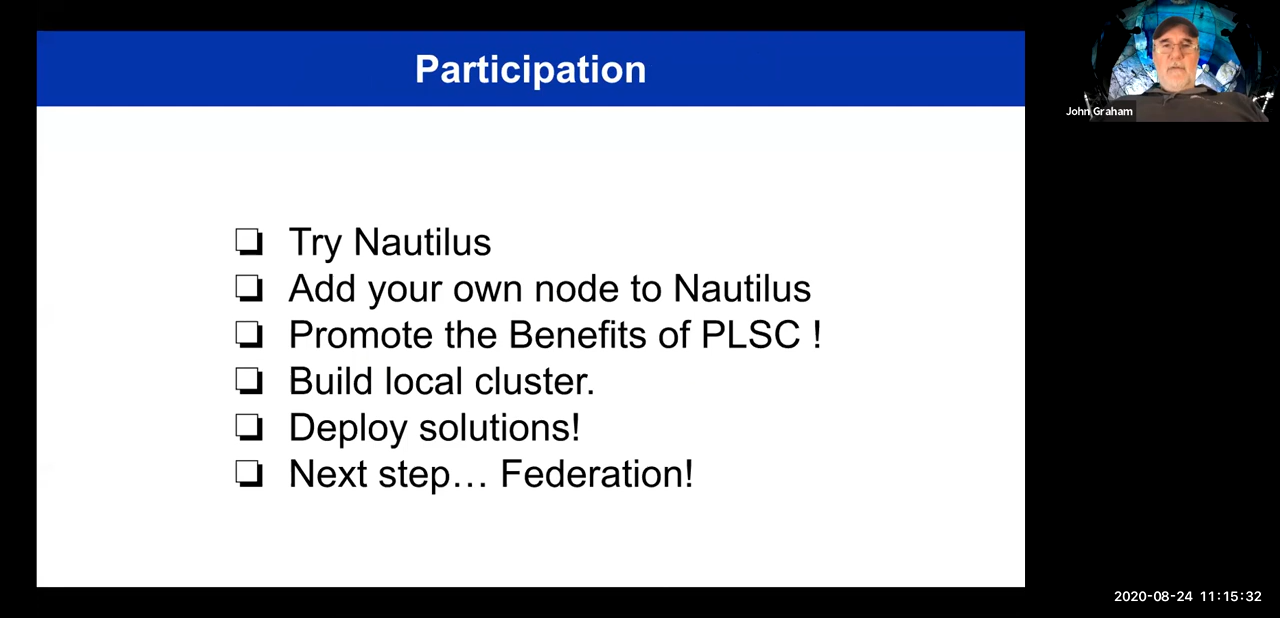 Participation
John Graham
❏ Try Nautilus
❏ Add your own node to Nautilus
❏ Promote the Benefits of PLSC !
❏ Build local cluster.
❏ Deploy solutions!
❏ Next step… Federation!
2020-08-24 11:15:32